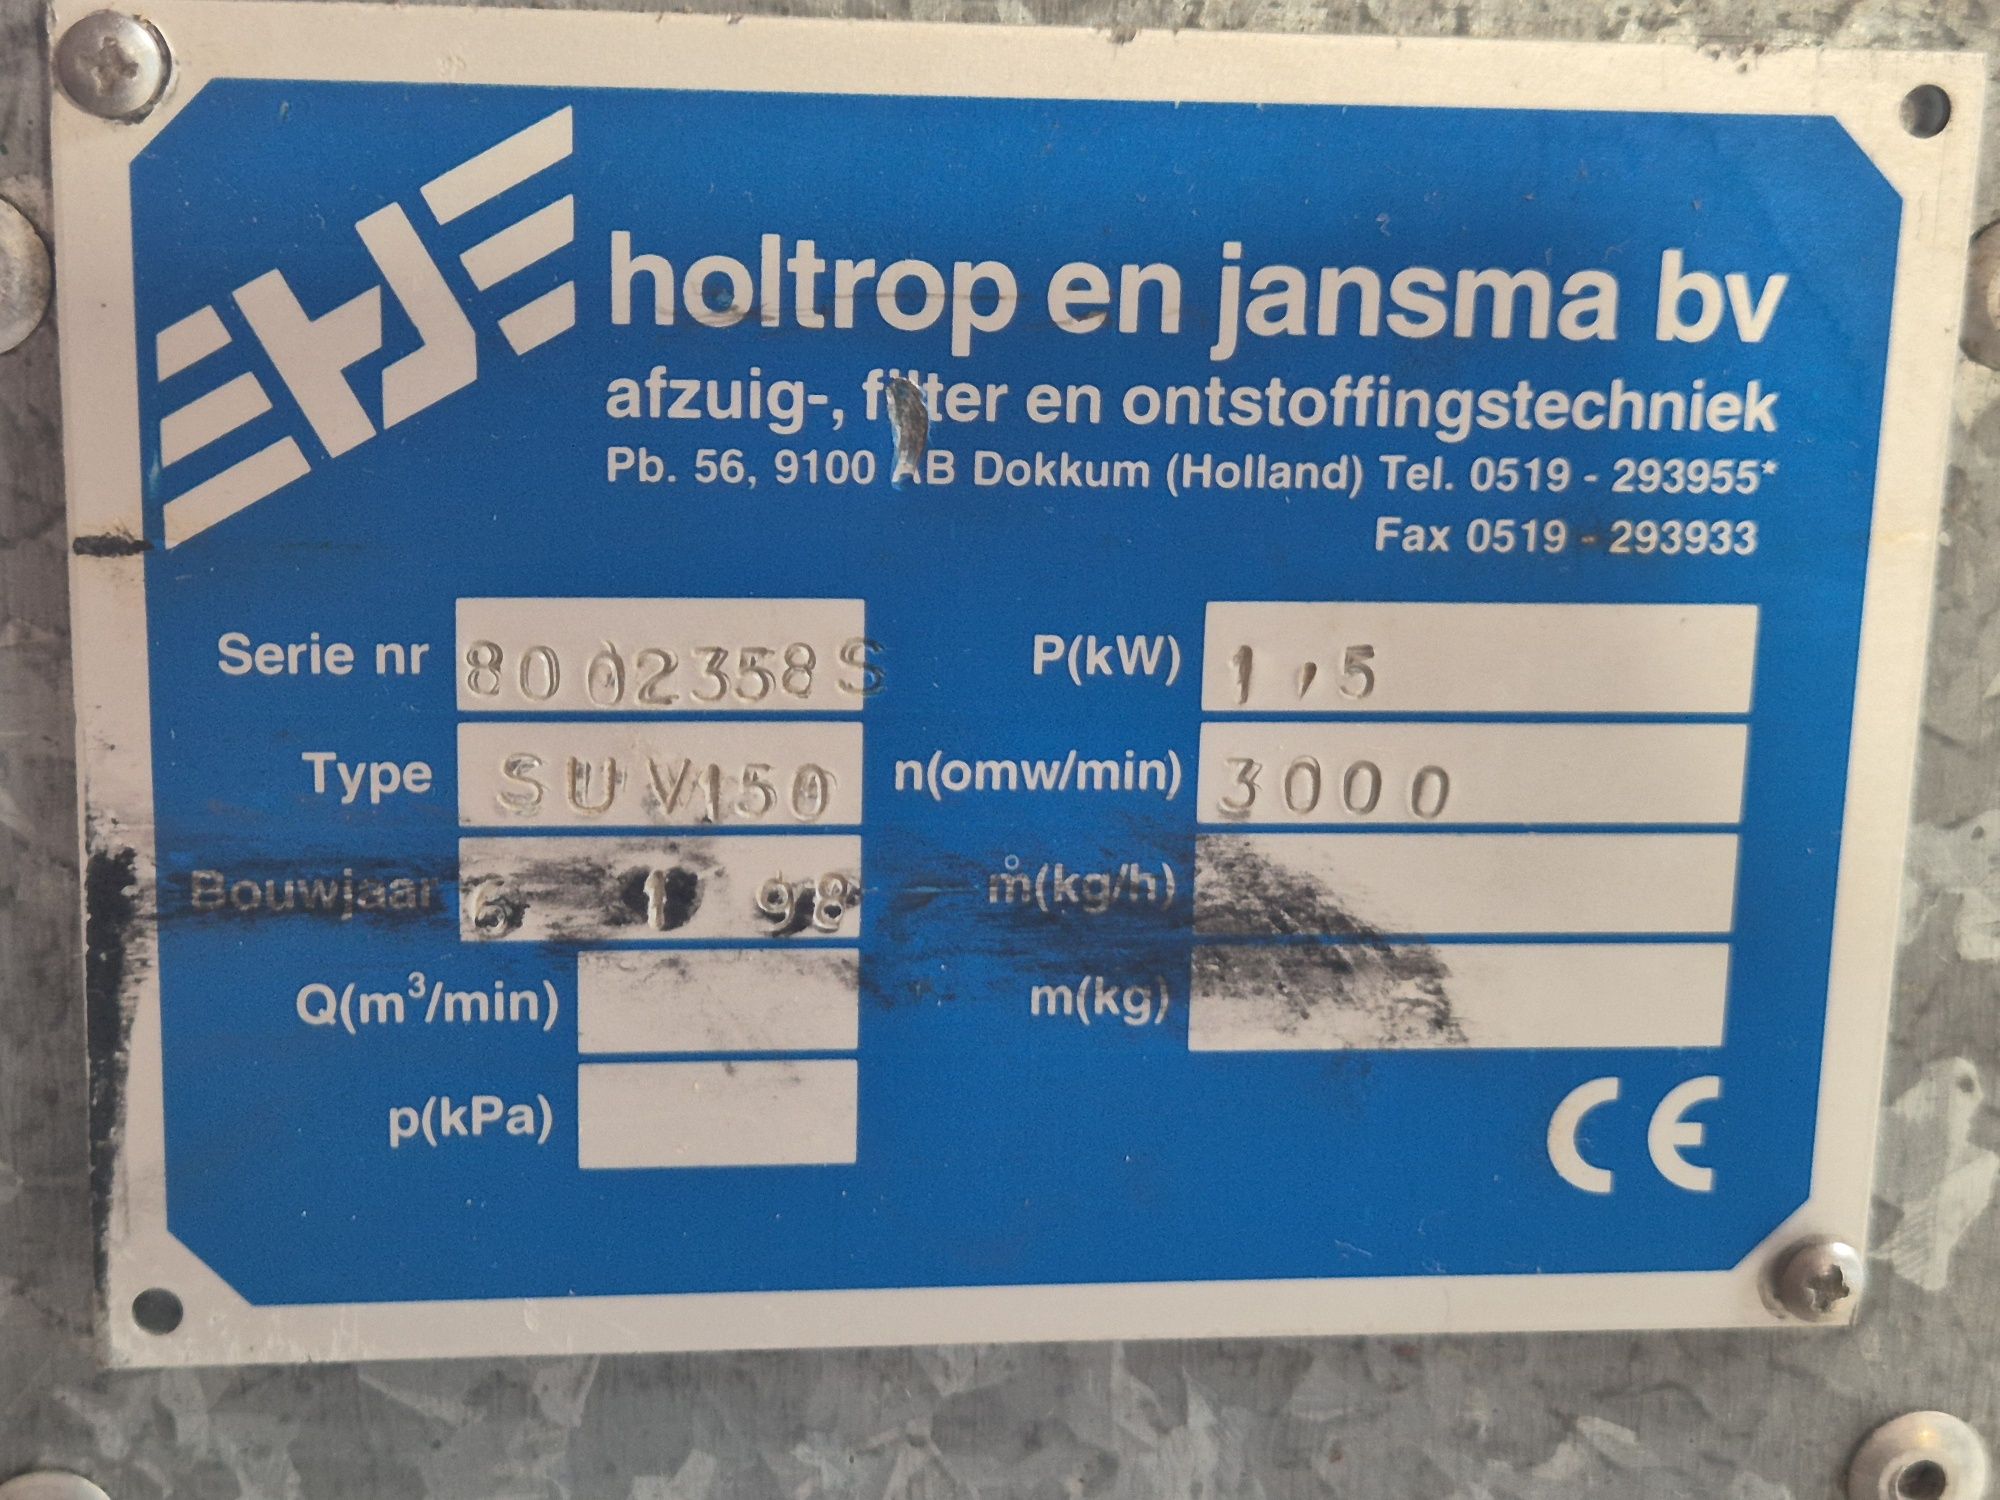 HJ
holtrop en jansma bv
afzuig-, filter en ontstoffingstechniek
Pb. 56, 9100 AB Dokkum (Holland) Tel. 0519 - 293955*
Fax 0519 - 293933
Serie nr 8002358S P(kW) 1,5
Type SUV150 n(omw/min) 3000
Bouwjaar 6 1 98 m̊(kg/h)
Q(m³/min) m(kg)
p(kPa)
CE